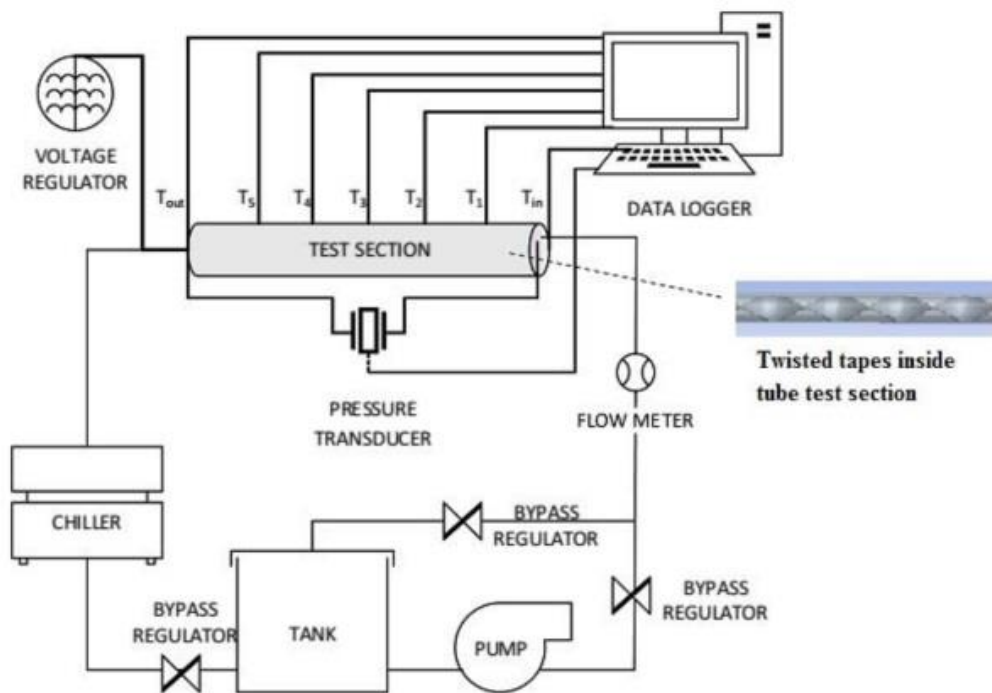 VOLTAGE
REGULATOR
Tout
T5
T4
T3
T2
T1
Tin
DATA LOGGER
TEST SECTION
Twisted tapes inside
tube test section
PRESSURE
TRANSDUCER
FLOW METER
CHILLER
BYPASS
REGULATOR
BYPASS
REGULATOR
BYPASS
REGULATOR
TANK
PUMP